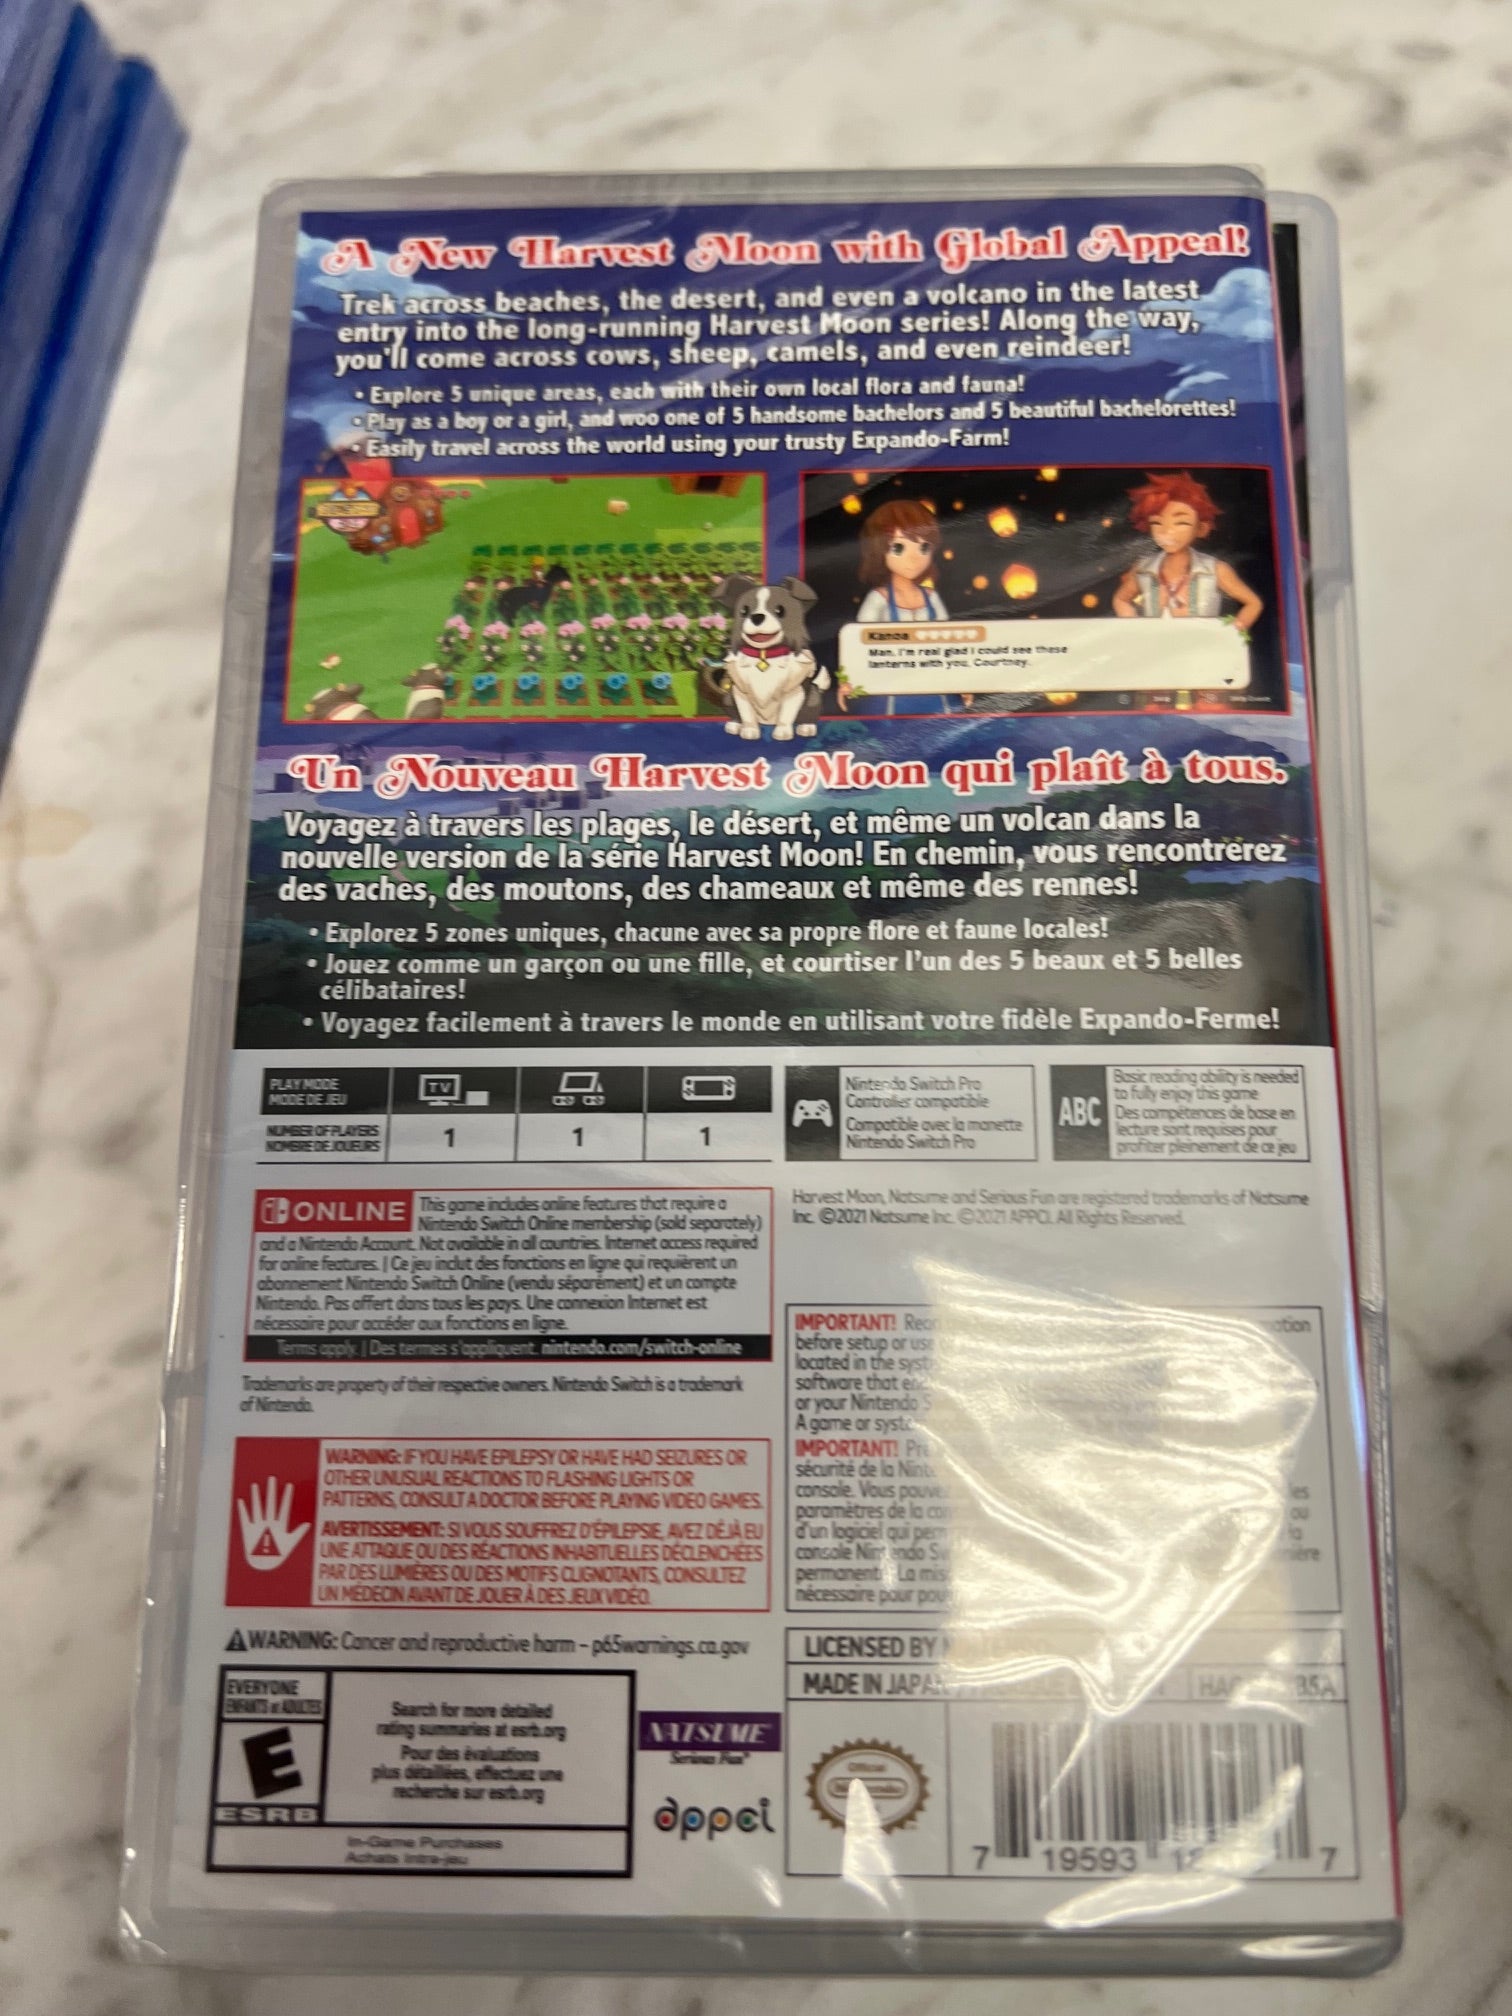 A New Harvest Moon with Global Appeal!
Trek across beaches, the desert, and even a volcano in the latest
entry into the long-running Harvest Moon series! Along the way,
you'll come across cows, sheep, camels, and even reindeer!
• Explore 5 unique areas, each with their own local flora and fauna!
• Play as a boy or a girl, and woo one of 5 handsome bachelors and 5 beautiful bachelorettes!
• Easily travel across the world using your trusty Expando-Farm!
Kanoa
Man, I'm real glad I could see these
lanterns with you, Courtney.
Un Nouveau Harvest Moon qui plaît à tous.
Voyagez à travers les plages, le désert, et même un volcan dans la
nouvelle version de la série Harvest Moon! En chemin, vous rencontrerez
des vaches, des moutons, des chameaux et même des rennes!
• Explorez 5 zones uniques, chacune avec sa propre flore et faune locales!
• Jouez comme un garçon ou une fille, et courtiser l'un des 5 beaux et 5 belles
célibataires!
• Voyagez facilement à travers le monde en utilisant votre fidèle Expando-Ferme!
PLAY MODE
MODE DE JEU
TV
NUMBER OF PLAYERS
NOMBRE DE JOUEURS
1 1 1
Nintendo Switch Pro
Controller compatible
Compatible avec la manette
Nintendo Switch Pro
ABC
Basic reading ability is needed
to fully enjoy this game
Des compétences de base en
lecture sont requises pour
profiter pleinement de ce jeu
ONLINE
This game includes online features that require a
Nintendo Switch Online membership (sold separately)
and a Nintendo Account. Not available in all countries. Internet access required
for online features. | Ce jeu inclut des fonctions en ligne qui requièrent un
abonnement Nintendo Switch Online (vendu séparément) et un compte
Nintendo. Pas offert dans tous les pays. Une connexion Internet est
nécessaire pour accéder aux fonctions en ligne.
Terms apply. | Des termes s'appliquent. nintendo.com/switch-online
Trademarks are property of their respective owners. Nintendo Switch is a trademark
of Nintendo.
Harvest Moon, Natsume and Serious Fun are registered trademarks of Natsume
Inc. ©2021 Natsume Inc. ©2021 APPCI. All Rights Reserved.
WARNING: IF YOU HAVE EPILEPSY OR HAVE HAD SEIZURES OR
OTHER UNUSUAL REACTIONS TO FLASHING LIGHTS OR
PATTERNS, CONSULT A DOCTOR BEFORE PLAYING VIDEO GAMES.
AVERTISSEMENT: SI VOUS SOUFFREZ D'ÉPILEPSIE, AVEZ DÉJÀ EU
UNE ATTAQUE OU DES RÉACTIONS INHABITUELLES DÉCLENCHÉES
PAR DES LUMIÈRES OU DES MOTIFS CLIGNOTANTS, CONSULTEZ
UN MÉDECIN AVANT DE JOUER À DES JEUX VIDÉO.
IMPORTANT!
before setup or use
located in the
software that
or your Nintendo
A game or
IMPORTANT!
sécurité de la
console. Vous
paramètres de la
d'un logiciel qui
console Nintendo
permanent. La
nécessaire pour
WARNING: Cancer and reproductive harm – p65warnings.ca.gov
EVERYONE
ENFANTS et ADULTES
E
ESRB
Search for more detailed
rating summaries at esrb.org
Pour des évaluations
plus détaillées, effectuez une
recherche sur esrb.org
In-Game Purchases
Achats Intra-jeu
NATSUME
Serious Fun
appci
LICENSED BY
MADE IN JAPAN
Official
Nintendo
7 19593 7